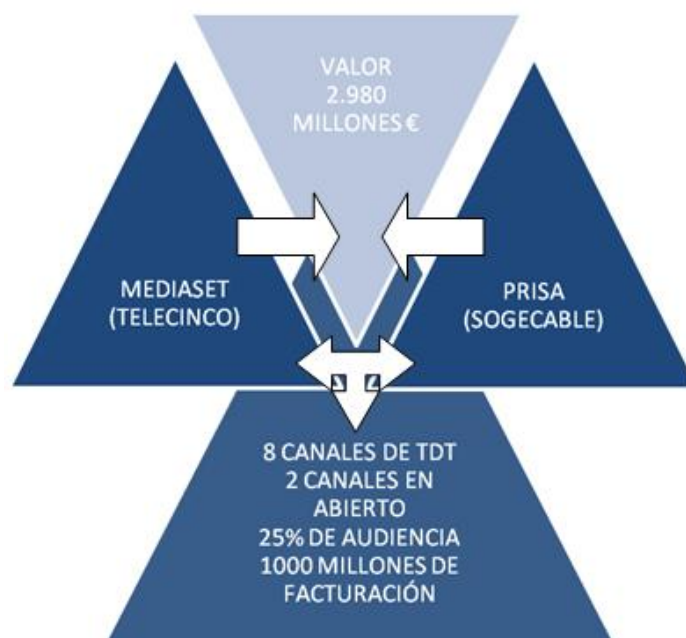 VALOR
2.980
MILLONES €
MEDIASET
(TELECINCO)
PRISA
(SOGECABLE)
8 CANALES DE TDT
2 CANALES EN
ABIERTO
25% DE AUDIENCIA
1000 MILLONES DE
FACTURACIÓN